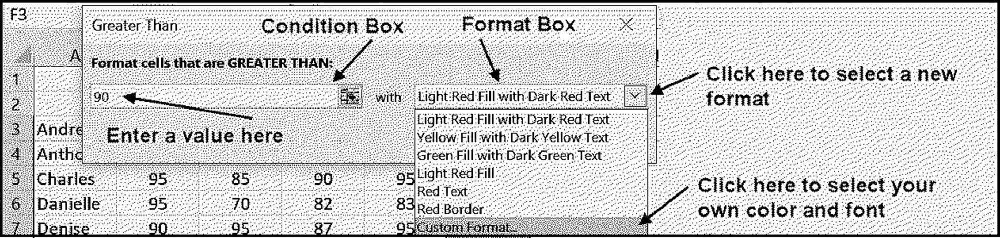 F3
Greater Than
Condition Box
Format Box
A
Format cells that are GREATER THAN:
Click here to select a new
format
90
with
Light Red Fill with Dark Red Text
Enter a value here
Light Red Fill with Dark Red Text
Yellow Fill with Dark Yellow Text
Green Fill with Dark Green Text
Light Red Fill
Red Text
Red Border
Custom Format...
Click here to select your
own color and font
1
2
3 Andre
4 Antho
5 Charles 95 85 90 95
6 Danielle 95 70 82 83
7 Denise 90 95 87 95